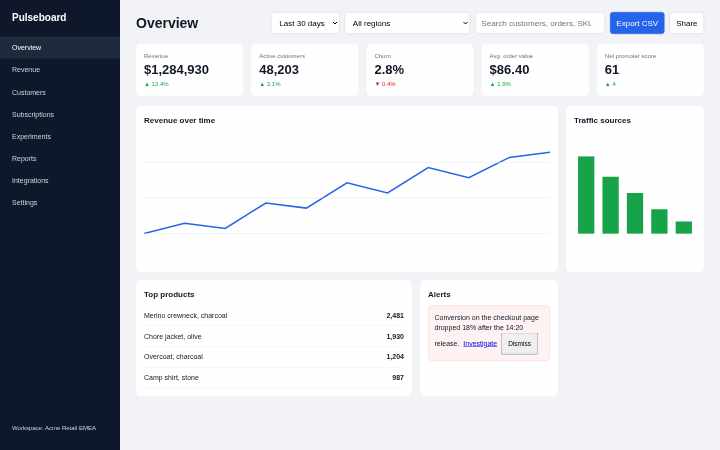 Pulseboard
Overview
Revenue
Customers
Subscriptions
Experiments
Reports
Integrations
Settings
Workspace: Acme Retail EMEA
Overview
Last 30 days
All regions
Search customers, orders, SKU
Export CSV
Share
Revenue
$1,284,930
▲ 12.4%
Active customers
48,203
▲ 3.1%
Churn
2.8%
▼ 0.4%
Avg. order value
$86.40
▲ 1.9%
Net promoter score
61
▲ 4
Revenue over time
Traffic sources
Top products
Merino crewneck, charcoal 2,481
Chore jacket, olive 1,930
Overcoat, charcoal 1,204
Camp shirt, stone 987
Alerts
Conversion on the checkout page
dropped 18% after the 14:20
release. Investigate Dismiss